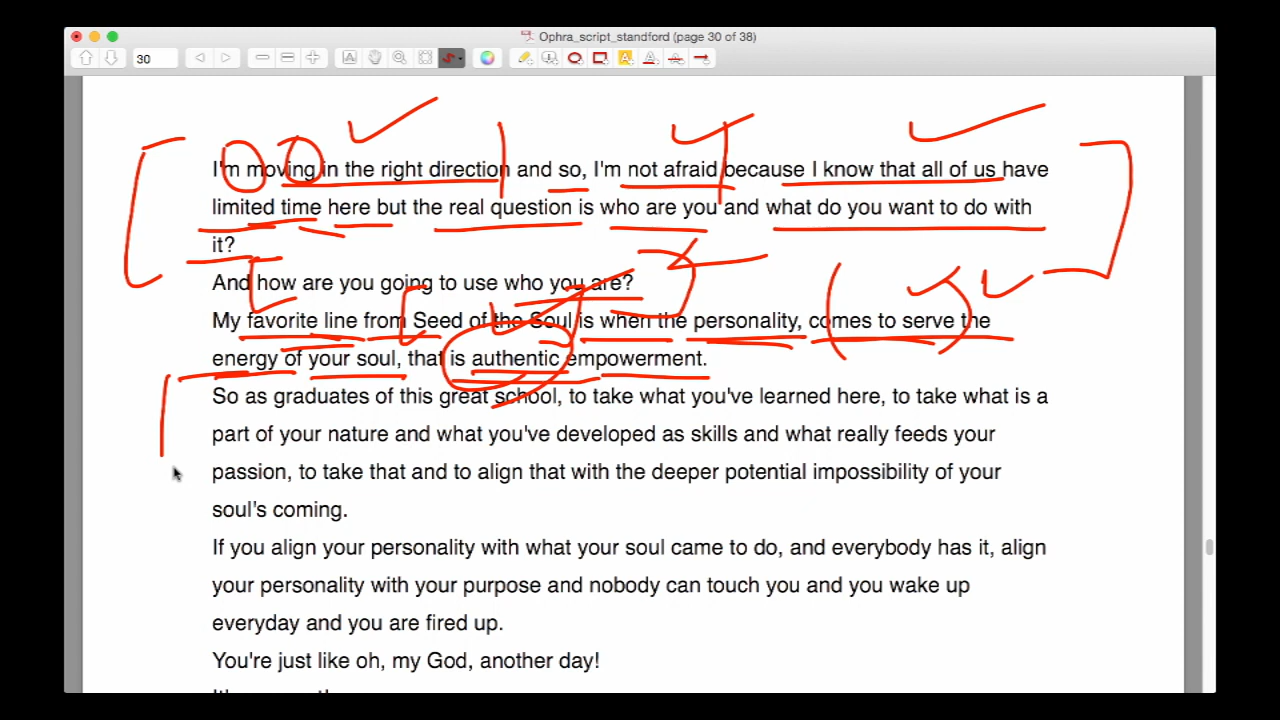 Ophra_script_standford (page 30 of 38)
30
I'm moving in the right direction and so, I'm not afraid because I know that all of us have
limited time here but the real question is who are you and what do you want to do with
it?
And how are you going to use who you are?
My favorite line from Seed of the Soul is when the personality, comes to serve the
energy of your soul, that is authentic empowerment.
So as graduates of this great school, to take what you've learned here, to take what is a
part of your nature and what you've developed as skills and what really feeds your
passion, to take that and to align that with the deeper potential impossibility of your
soul's coming.
If you align your personality with what your soul came to do, and everybody has it, align
your personality with your purpose and nobody can touch you and you wake up
everyday and you are fired up.
You're just like oh, my God, another day!